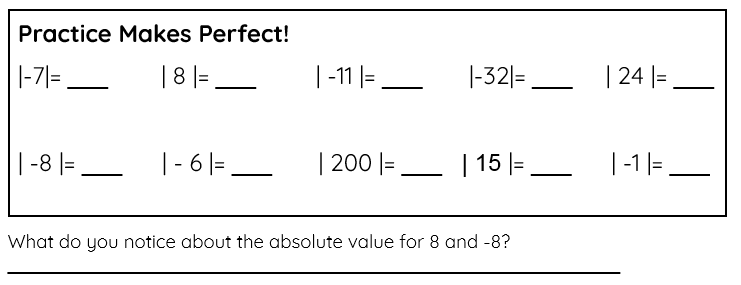 Practice Makes Perfect!
|-7|= ___ | 8 |= ___ | -11 |= ___ |-32|= ___ | 24 |= ___
| -8 |= ___ | - 6 |= ___ | 200 |= ___ | 15 |= ___ | -1 |= ___
What do you notice about the absolute value for 8 and -8?